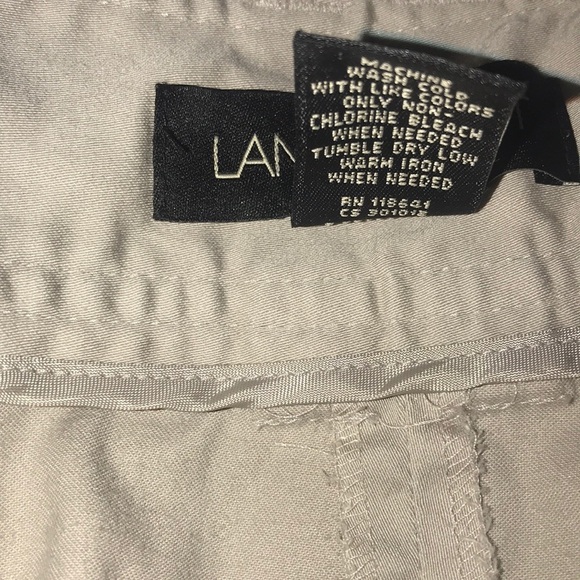 LAN
MACHINE
WASH COLD
WITH LIKE COLORS
ONLY NON
CHLORINE BLEACH
WHEN NEEDED
TUMBLE DRY LOW
WARM IRON
WHEN NEEDED
RN 118641
CS 901015